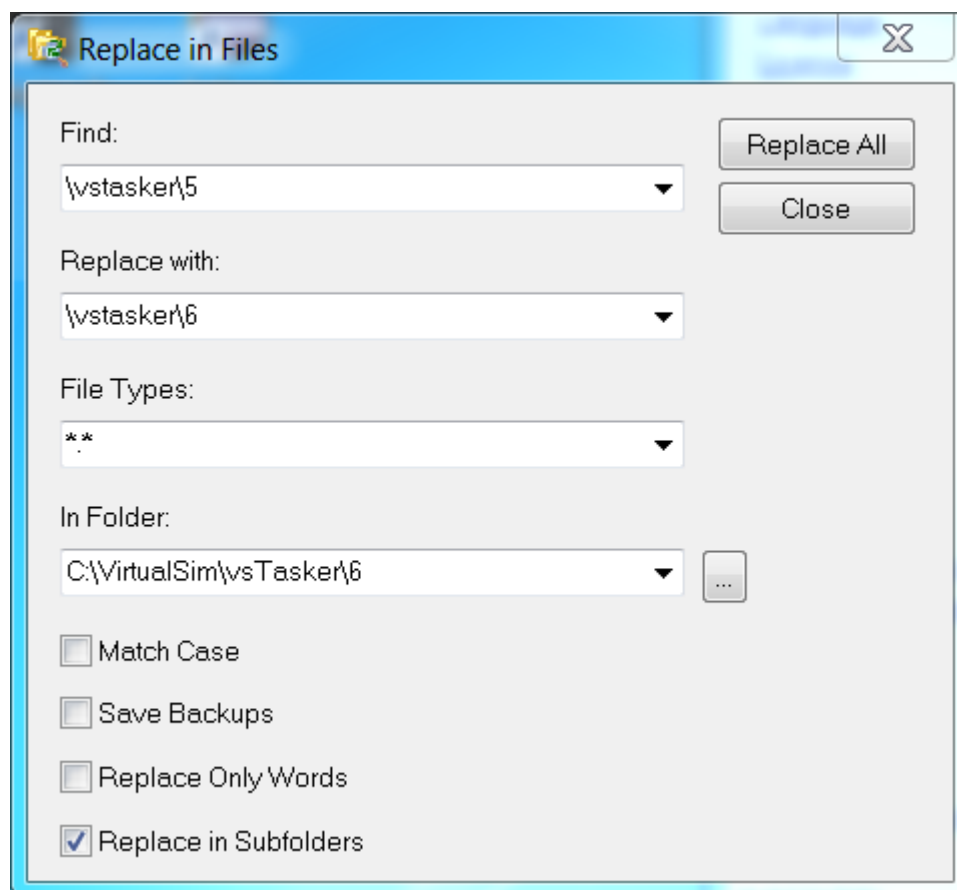 Replace in Files
Find:
Replace All
\vstasker\5
Close
Replace with:
\vstasker\6
File Types:
*.*
In Folder:
C:\VirtualSim\vsTasker\6
...
Match Case
Save Backups
Replace Only Words
Replace in Subfolders